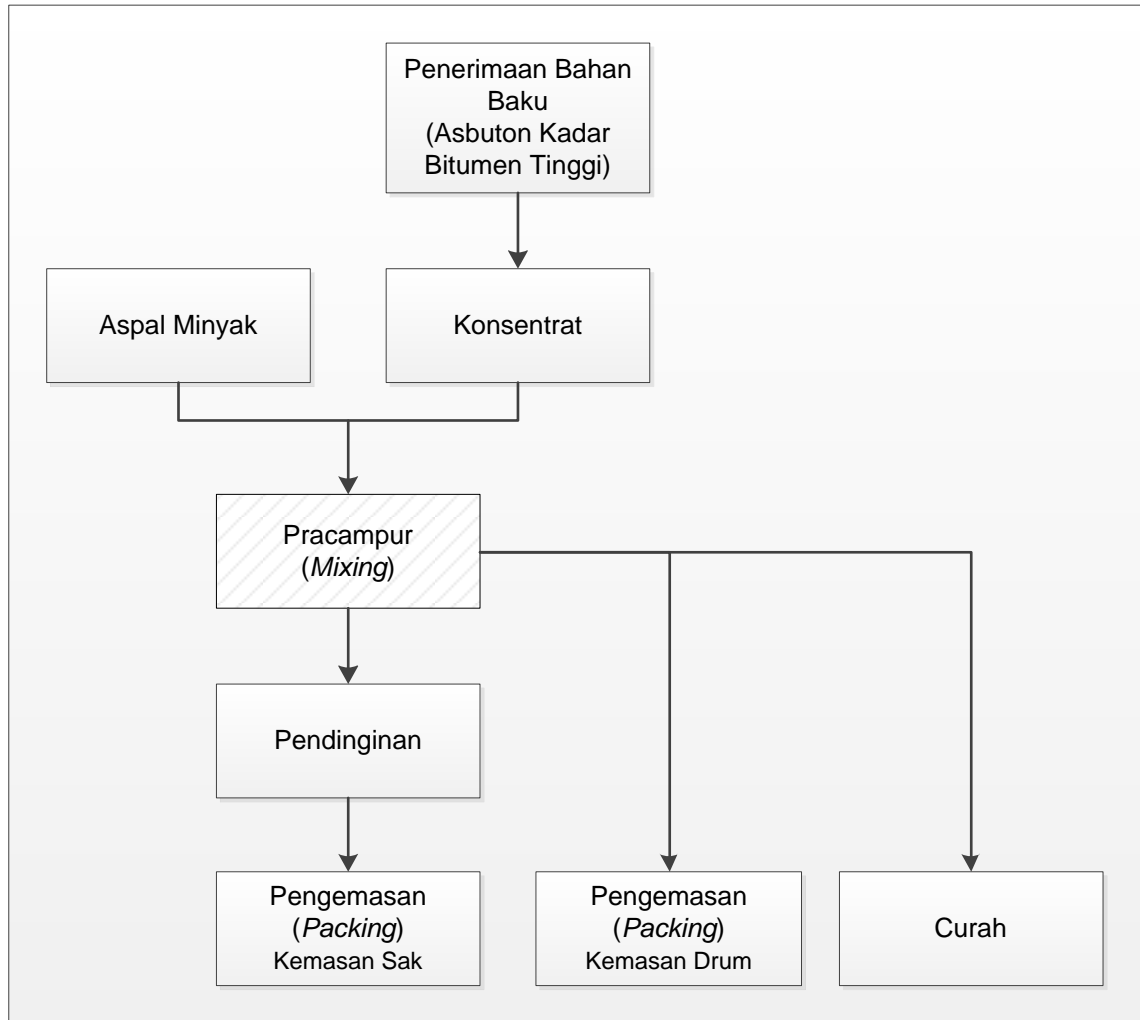 Penerimaan Bahan
Baku
(Asbuton Kadar
Bitumen Tinggi)
Aspal Minyak
Konsentrat
Pracampur
(Mixing)
Pendinginan
Pengemasan
(Packing)
Kemasan Sak
Pengemasan
(Packing)
Kemasan Drum
Curah